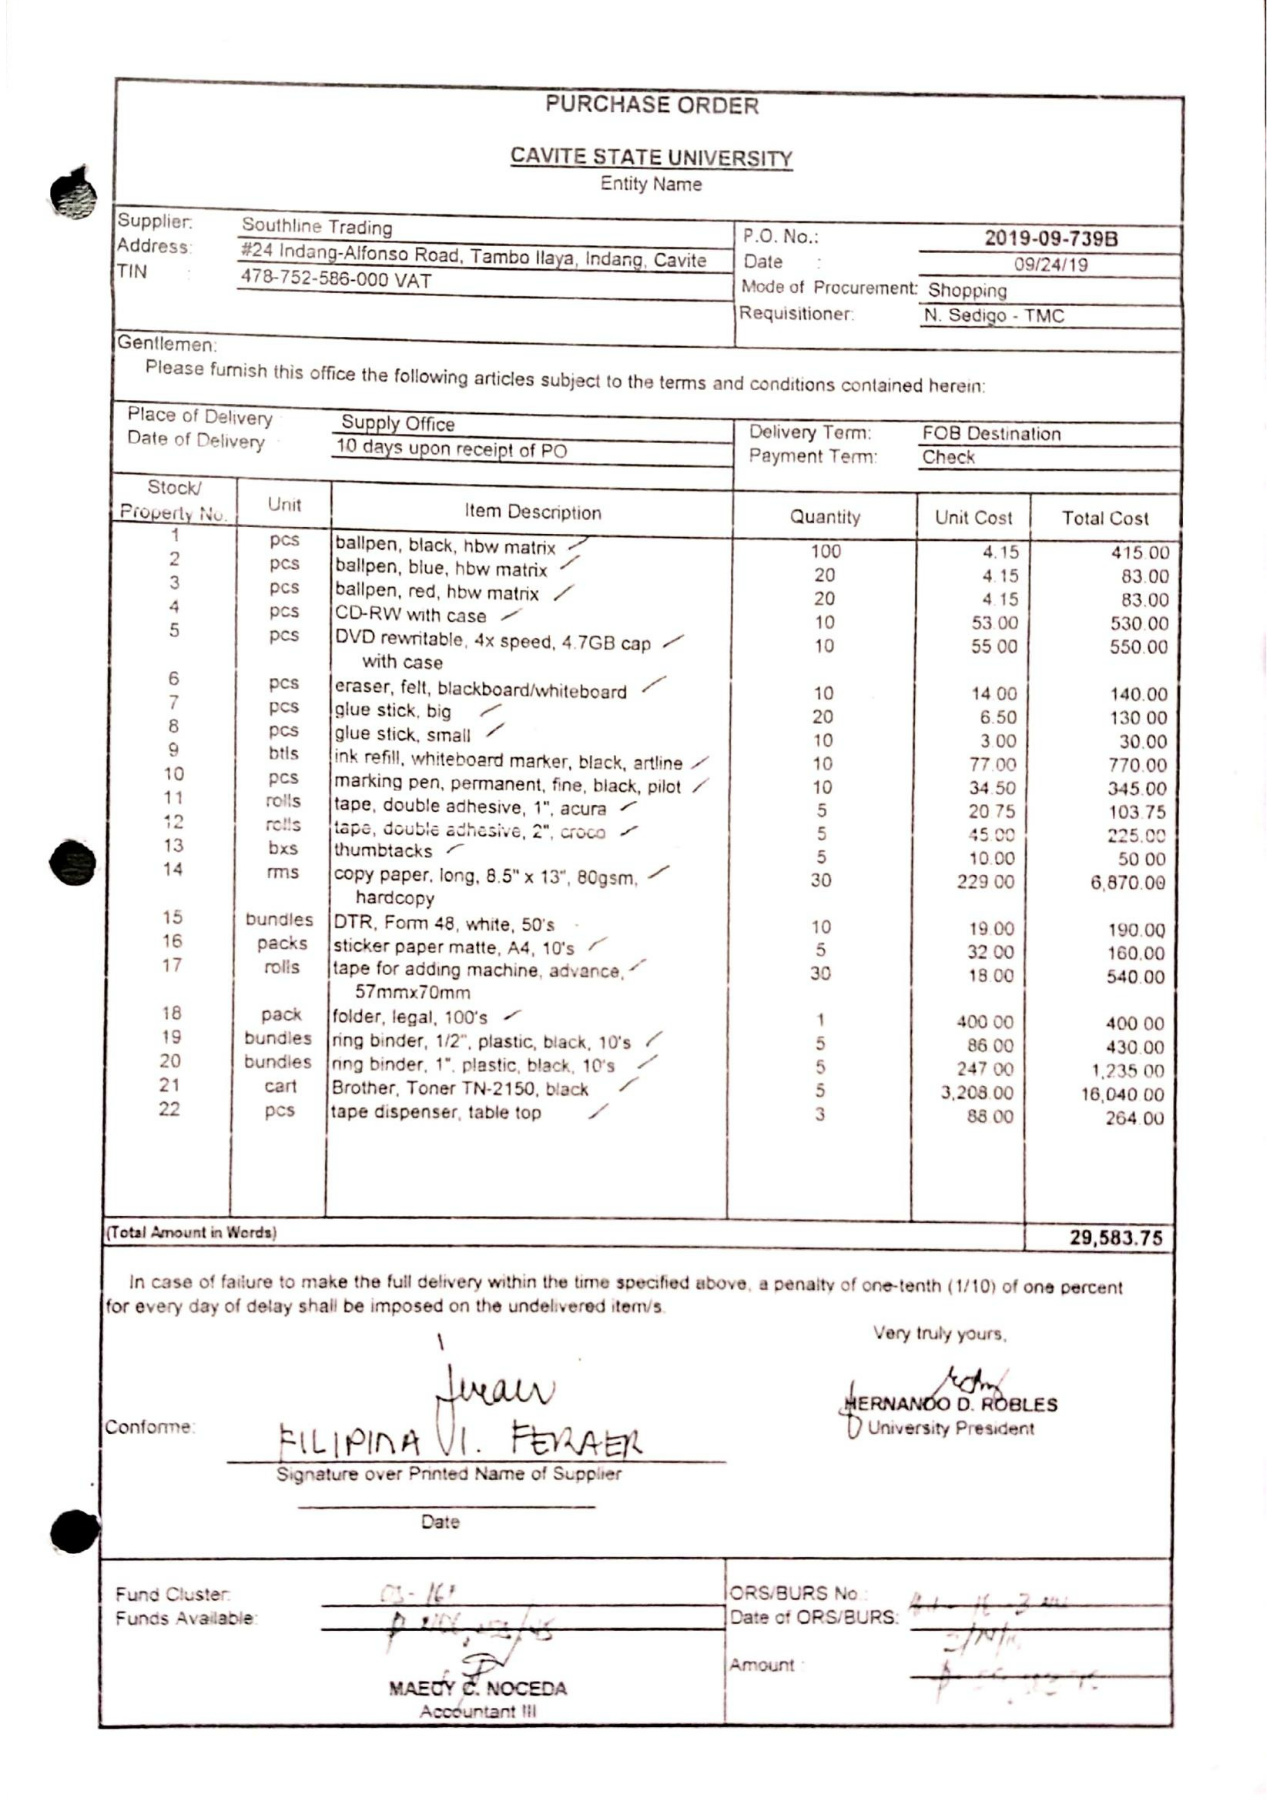 PURCHASE ORDER
CAVITE STATE UNIVERSITY
Entity Name
Supplier: Southline Trading
Address: #24 Indang-Alfonso Road, Tambo Ilaya, Indang, Cavite
TIN : 478-752-586-000 VAT
P.O. No.: 2019-09-739B
Date : 09/24/19
Mode of Procurement: Shopping
Requisitioner: N. Sedigo - TMC
Gentlemen:
Please furnish this office the following articles subject to the terms and conditions contained herein:
Place of Delivery Supply Office
Date of Delivery 10 days upon receipt of PO
Delivery Term: FOB Destination
Payment Term: Check
Stock/ Property No. Unit Item Description Quantity Unit Cost Total Cost
1 pcs ballpen, black, hbw matrix 100 4.15 415.00
2 pcs ballpen, blue, hbw matrix 20 4.15 83.00
3 pcs ballpen, red, hbw matrix 20 4.15 83.00
4 pcs CD-RW with case 10 53.00 530.00
5 pcs DVD rewritable, 4x speed, 4.7GB cap 10 55.00 550.00
with case
6 pcs eraser, felt, blackboard/whiteboard 10 14.00 140.00
7 pcs glue stick, big 20 6.50 130.00
8 pcs glue stick, small 10 3.00 30.00
9 btls ink refill, whiteboard marker, black, artline 10 77.00 770.00
10 pcs marking pen, permanent, fine, black, pilot 10 34.50 345.00
11 rolls tape, double adhesive, 1", acura 5 20.75 103.75
12 rolls tape, double adhesive, 2", croco 5 45.00 225.00
13 bxs thumbtacks 5 10.00 50.00
14 rms copy paper, long, 8.5" x 13", 80gsm, 30 229.00 6,870.00
hardcopy
15 bundles DTR, Form 48, white, 50's 10 19.00 190.00
16 packs sticker paper matte, A4, 10's 5 32.00 160.00
17 rolls tape for adding machine, advance, 30 18.00 540.00
57mmx70mm
18 pack folder, legal, 100's 1 400.00 400.00
19 bundles ring binder, 1/2", plastic, black, 10's 5 86.00 430.00
20 bundles ring binder, 1", plastic, black, 10's 5 247.00 1,235.00
21 cart Brother, Toner TN-2150, black 5 3,208.00 16,040.00
22 pcs tape dispenser, table top 3 88.00 264.00
(Total Amount in Words) 29,583.75
In case of failure to make the full delivery within the time specified above, a penalty of one-tenth (1/10) of one percent
for every day of delay shall be imposed on the undelivered item/s.
Very truly yours,
HERNANDO D. ROBLES
University President
Conforme: FILIPINA VI. FERAER
Signature over Printed Name of Supplier
Date
Fund Cluster:
Funds Available:
MAEDY C. NOCEDA
Accountant III
ORS/BURS No :
Date of ORS/BURS:
Amount :